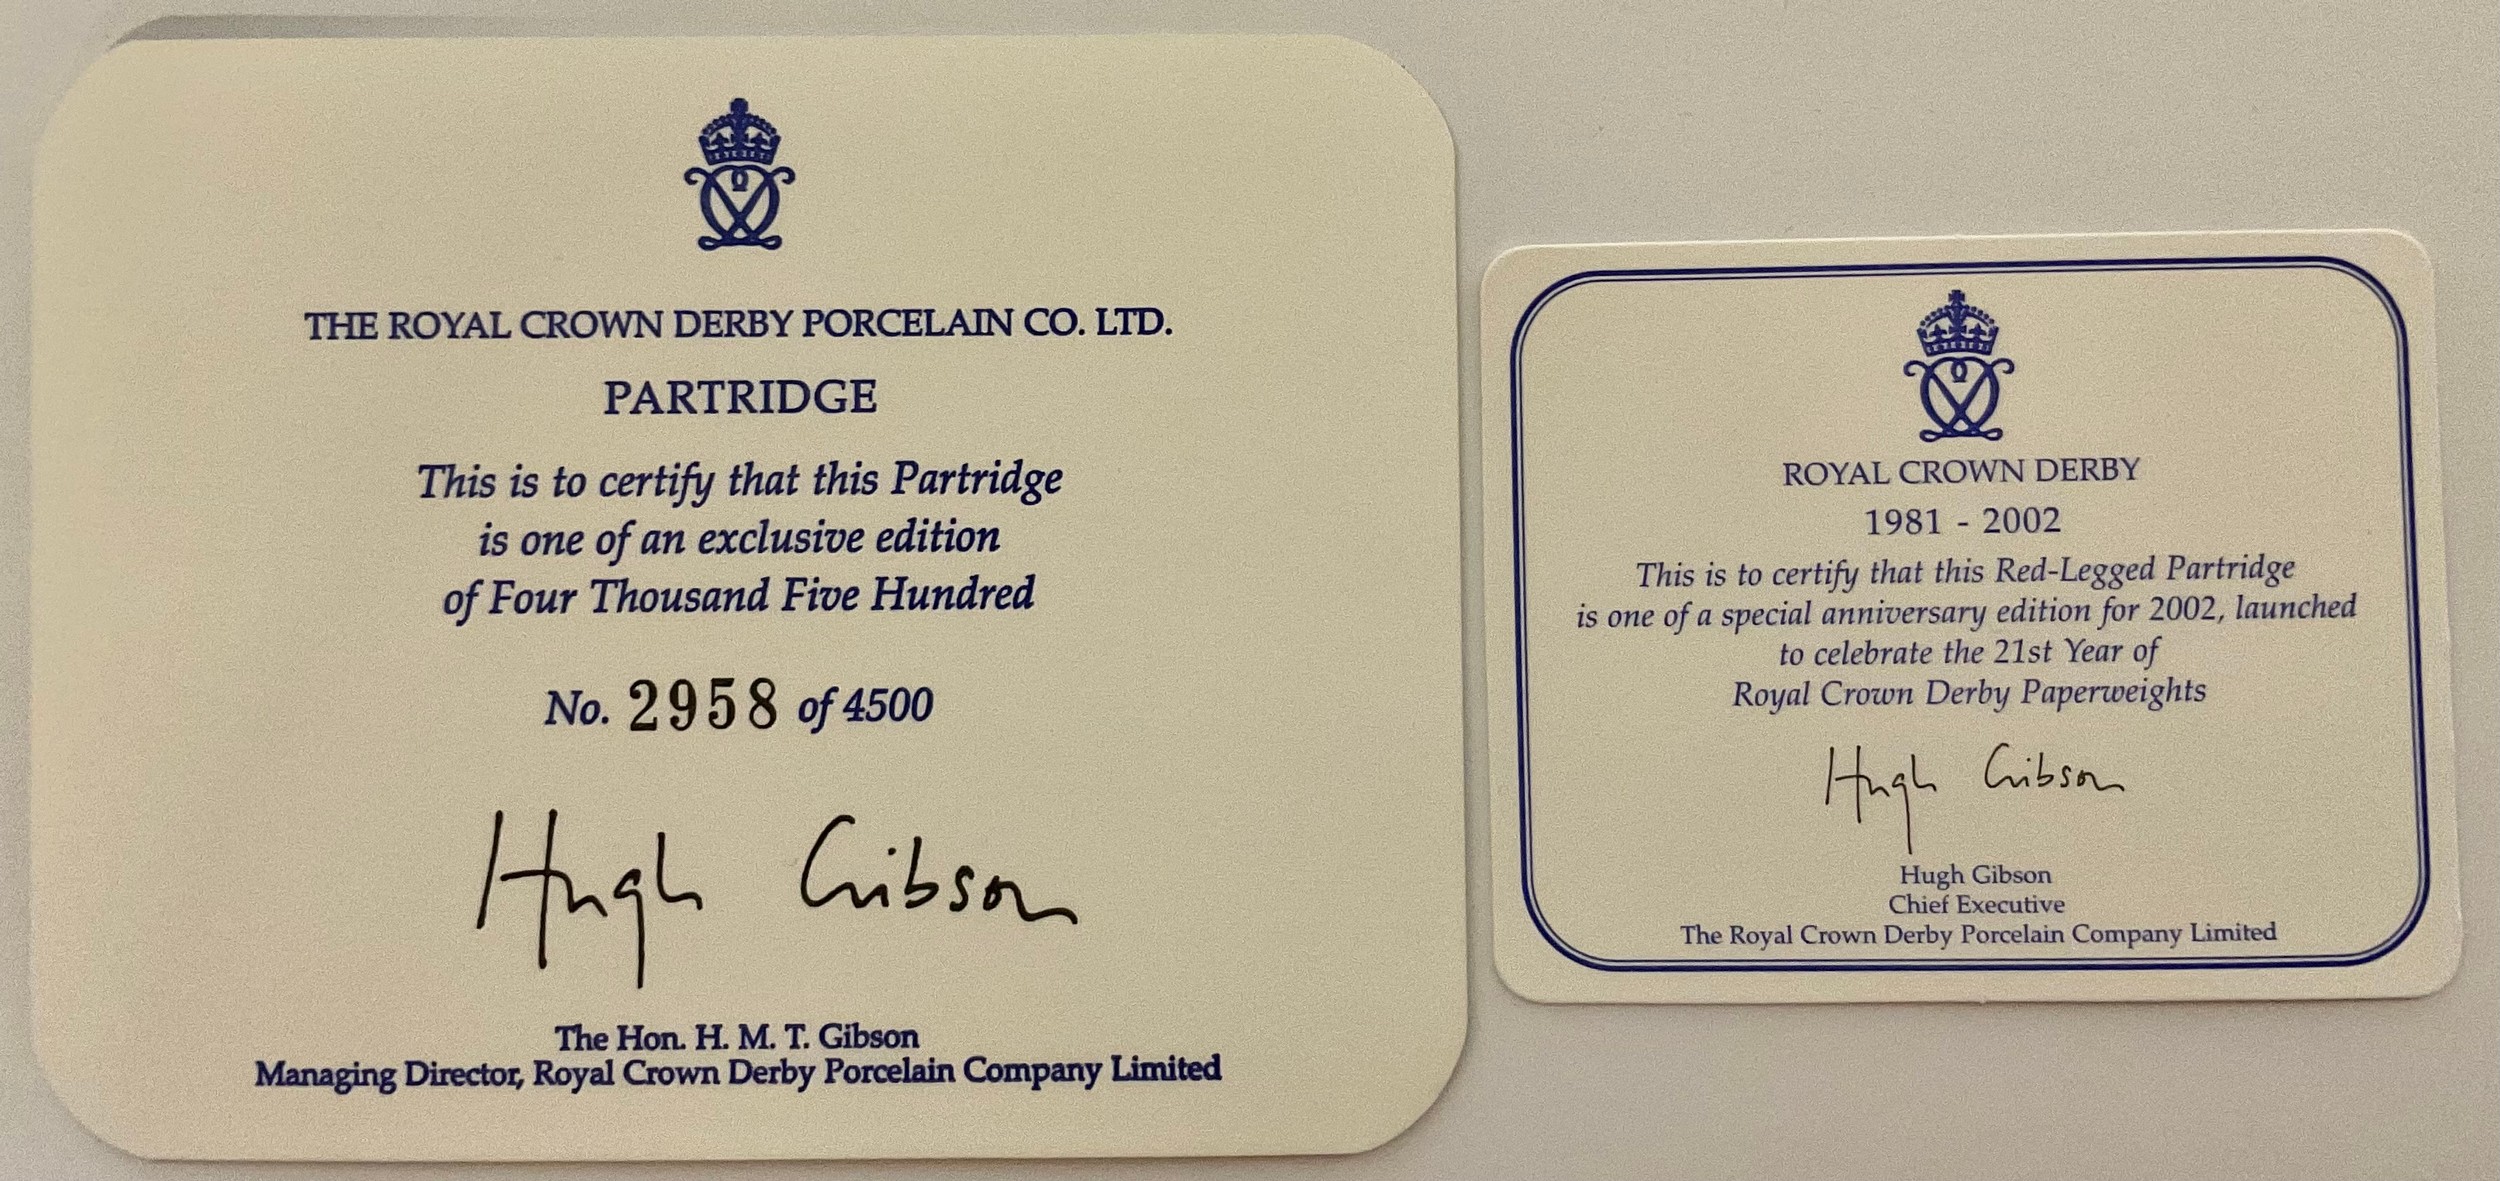 THE ROYAL CROWN DERBY PORCELAIN CO. LTD.
PARTRIDGE
This is to certify that this Partridge
is one of an exclusive edition
of Four Thousand Five Hundred
No. 2958 of 4500
Hugh Gibson
The Hon. H. M. T. Gibson
Managing Director, Royal Crown Derby Porcelain Company Limited
ROYAL CROWN DERBY
1981 - 2002
This is to certify that this Red-Legged Partridge
is one of a special anniversary edition for 2002, launched
to celebrate the 21st Year of
Royal Crown Derby Paperweights
Hugh Gibson
Hugh Gibson
Chief Executive
The Royal Crown Derby Porcelain Company Limited